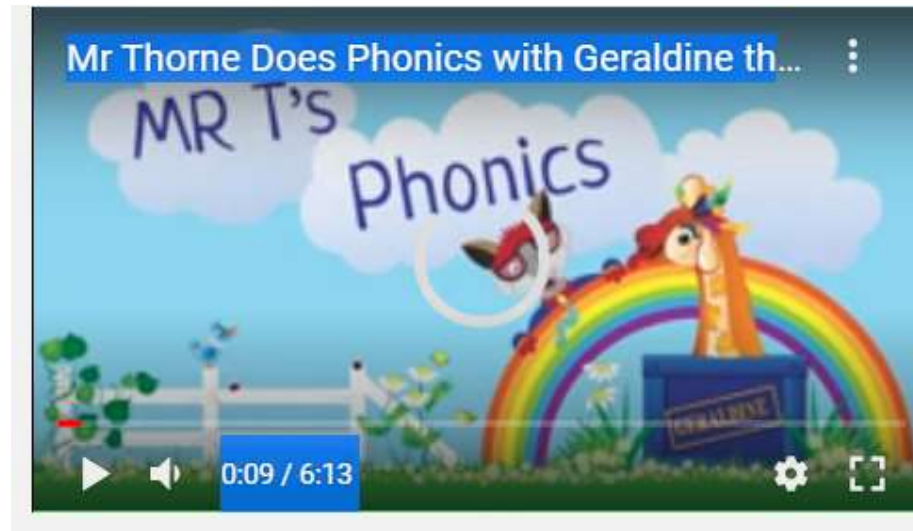 Mr Thorne Does Phonics with Geraldine th...
MR T'S
Phonics
GERALDINE
0:09 / 6:13